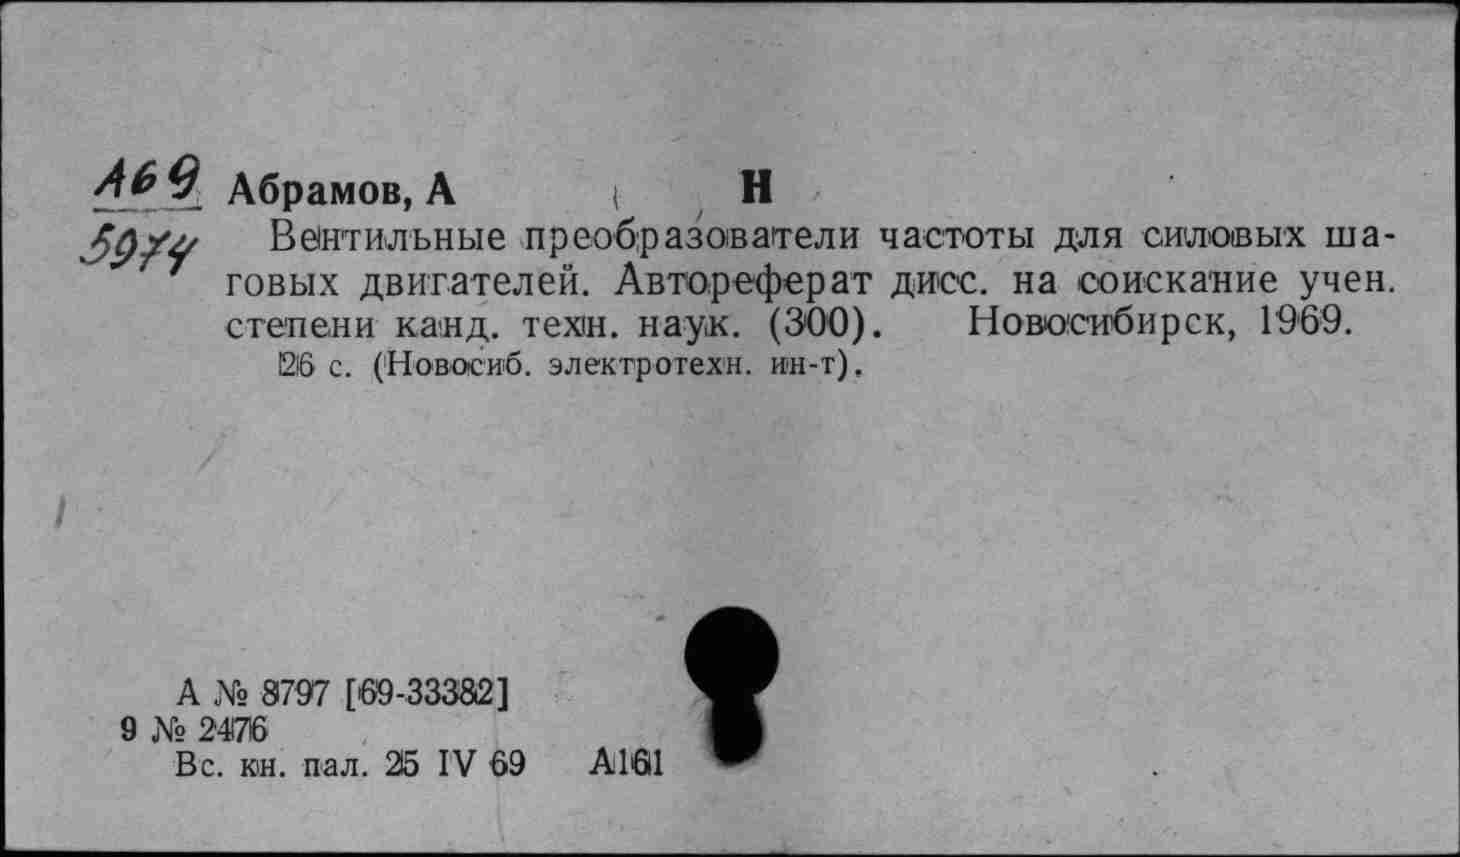 А69 Абрамов, А Н
5974 Вентильные преобразователи частоты для силовых ша-
говых двигателей. Автореферат дисс. на соискание учен.
степени канд. техн. наук. (300). Новосибирск, 1969.
26 с. (Новосиб. электротехн. ин-т).
А № 8797 [69-33382]
9 № 2476
Вс. кн. пал. 25 IV 69 А161